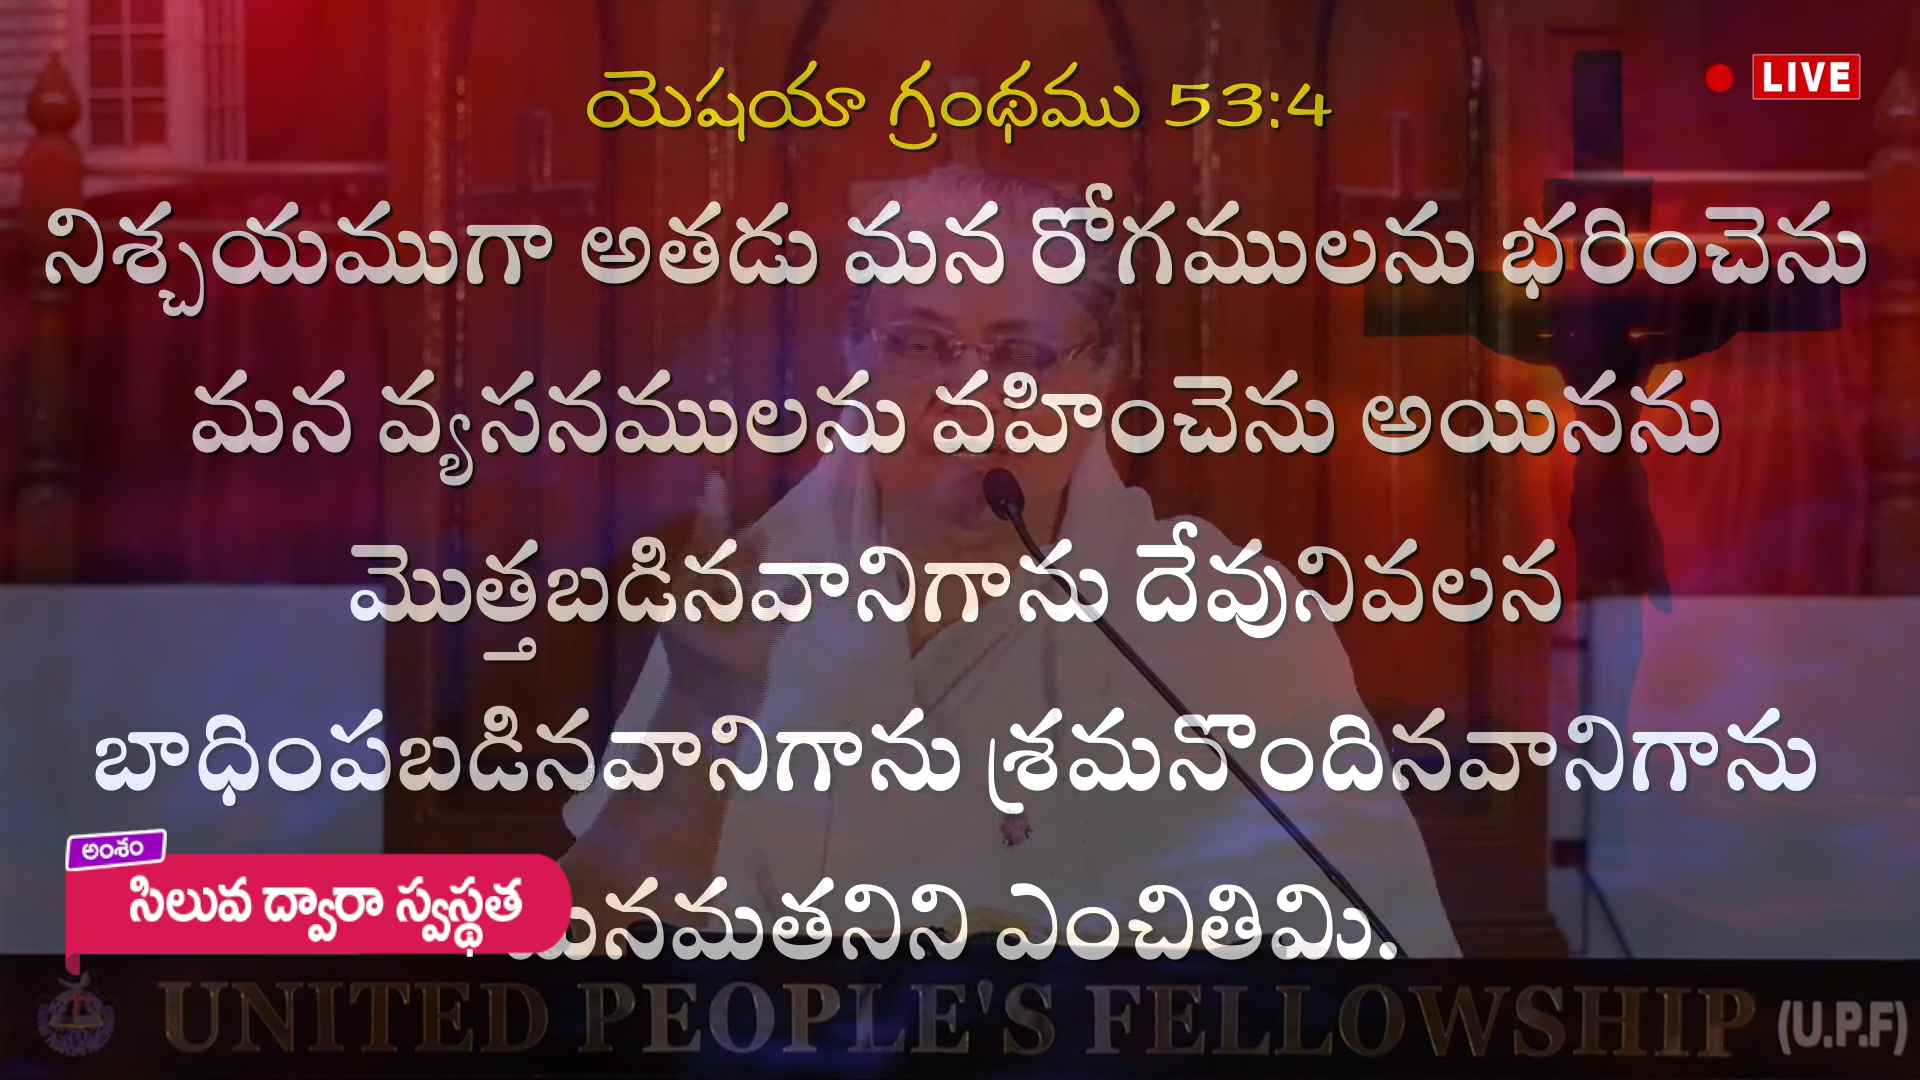 యెషయా గ్రంథము 53:4
LIVE
నిశ్చయముగా అతడు మన రోగములను భరించెను
మన వ్యసనములను వహించెను అయినను
మొత్తబడినవానిగాను దేవునివలన
బాధింపబడినవానిగాను శ్రమనొందినవానిగాను
మనమతనిని ఎంచితివిు.
అంశం
సిలువ ద్వారా స్వస్థత
UNITED PEOPLE'S FELLOWSHIP (U.P.F)